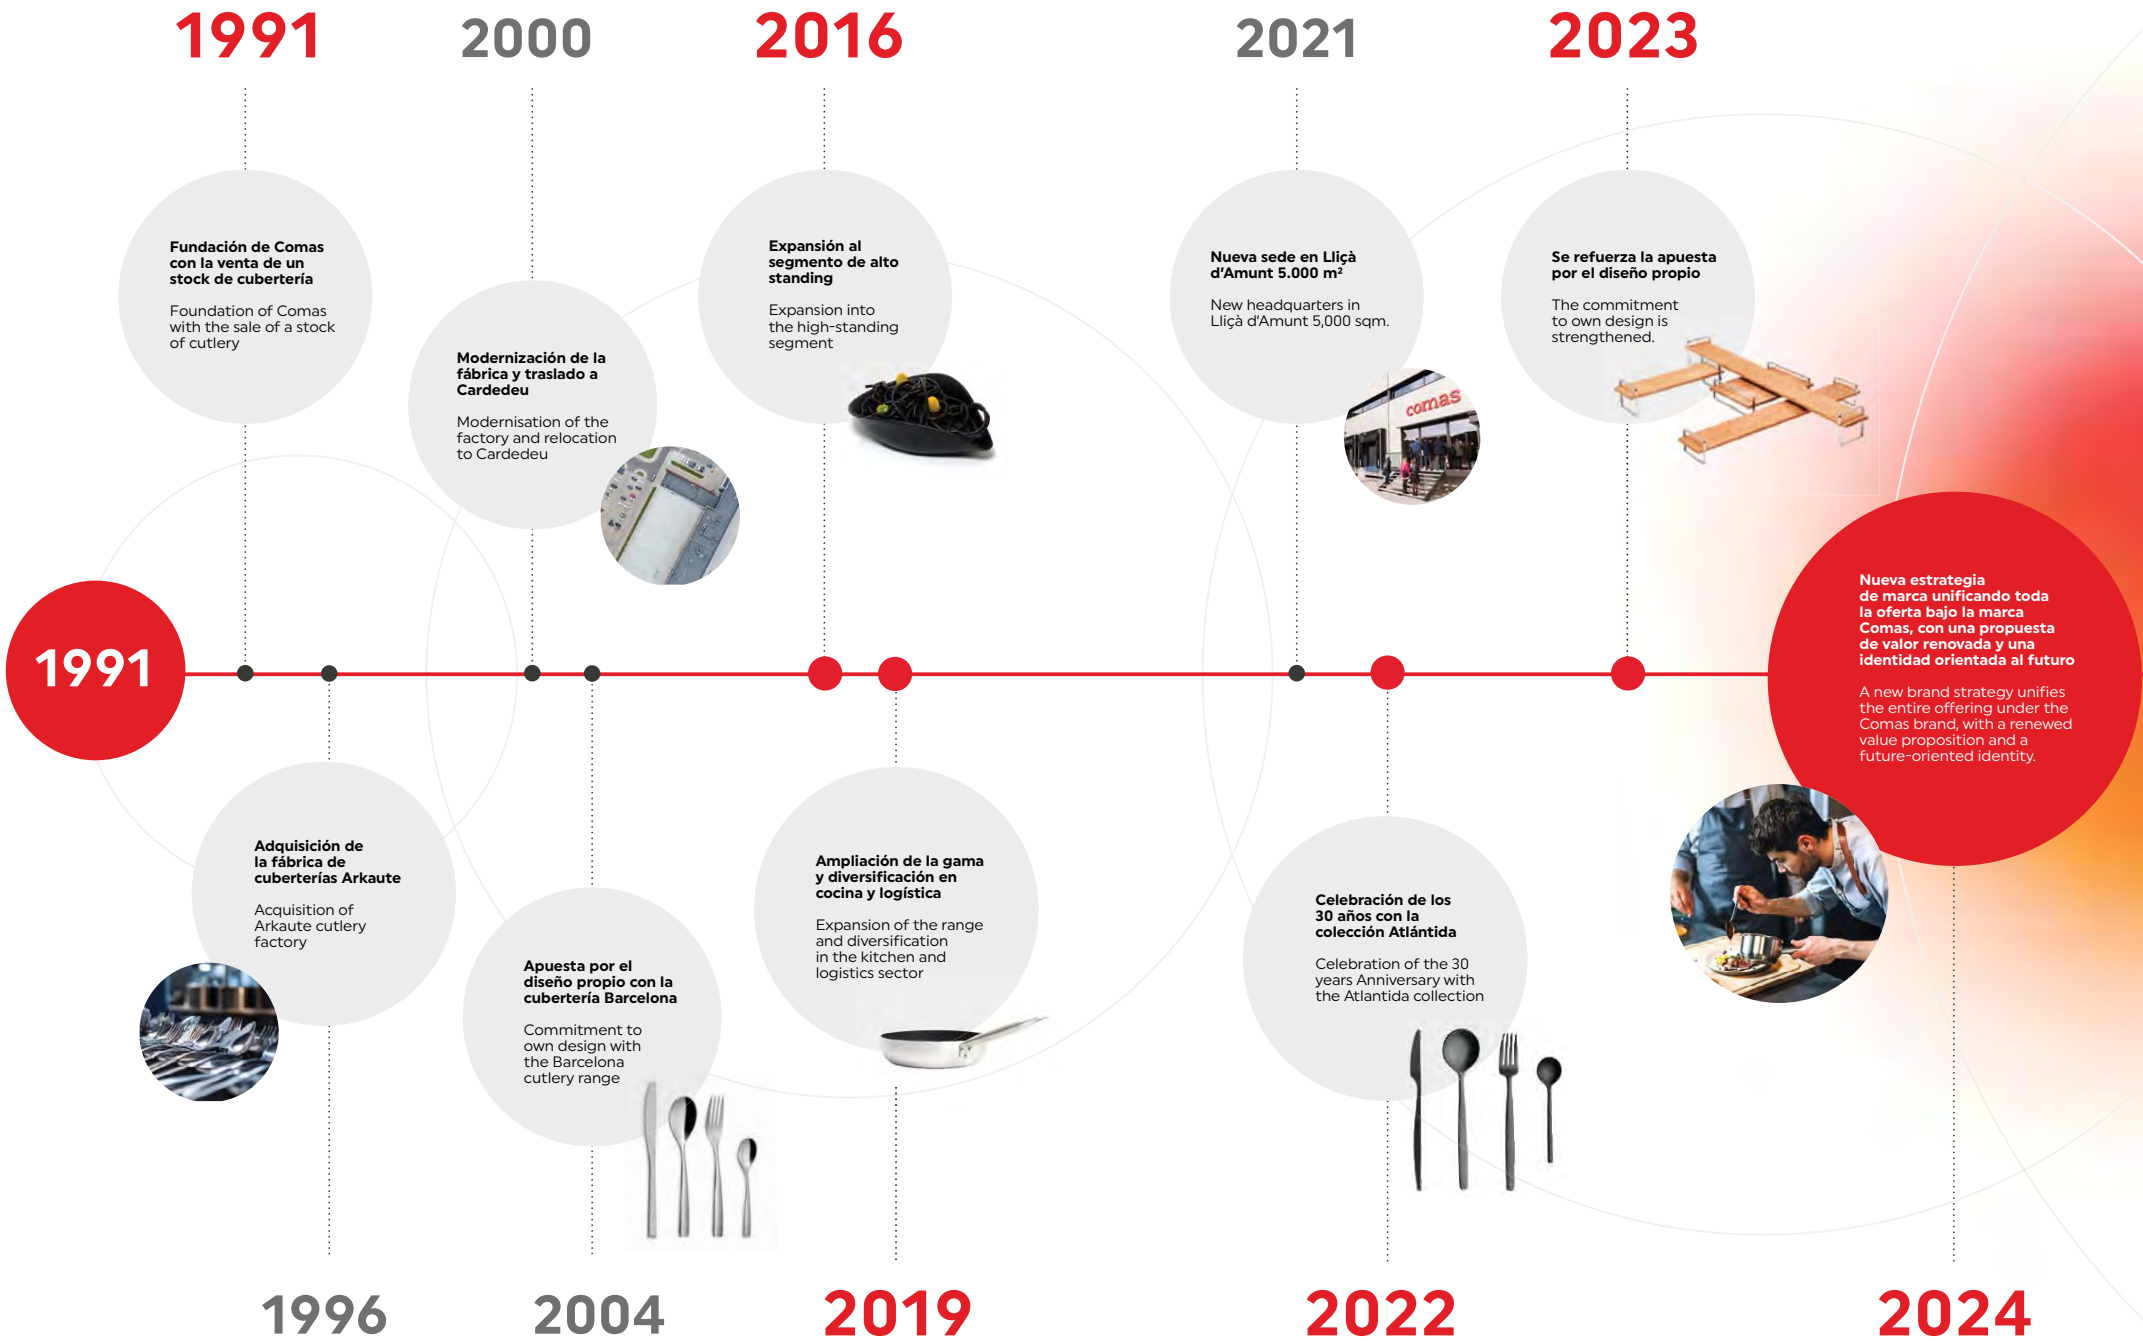 1991
2000
2016
2021
2023
Fundación de Comas
con la venta de un
stock de cubertería
Foundation of Comas
with the sale of a stock
of cutlery
Modernización de la
fábrica y traslado a
Cardedeu
Modernisation of the
factory and relocation
to Cardedeu
Expansión al
segmento de alto
standing
Expansion into
the high-standing
segment
Nueva sede en Lliçà
d'Amunt 5.000 m²
New headquarters in
Lliçà d'Amunt 5,000 sqm.
comas
Se refuerza la apuesta
por el diseño propio
The commitment
to own design is
strengthened.
1991
Nueva estrategia
de marca unificando toda
la oferta bajo la marca
Comas, con una propuesta
de valor renovada y una
identidad orientada al futuro
A new brand strategy unifies
the entire offering under the
Comas brand, with a renewed
value proposition and a
future-oriented identity.
Adquisición de
la fábrica de
cuberterías Arkaute
Acquisition of
Arkaute cutlery
factory
Apuesta por el
diseño propio con la
cubertería Barcelona
Commitment to
own design with
the Barcelona
cutlery range
Ampliación de la gama
y diversificación en
cocina y logística
Expansion of the range
and diversification
in the kitchen and
logistics sector
Celebración de los
30 años con la
colección Atlántida
Celebration of the 30
years Anniversary with
the Atlantida collection
1996
2004
2019
2022
2024